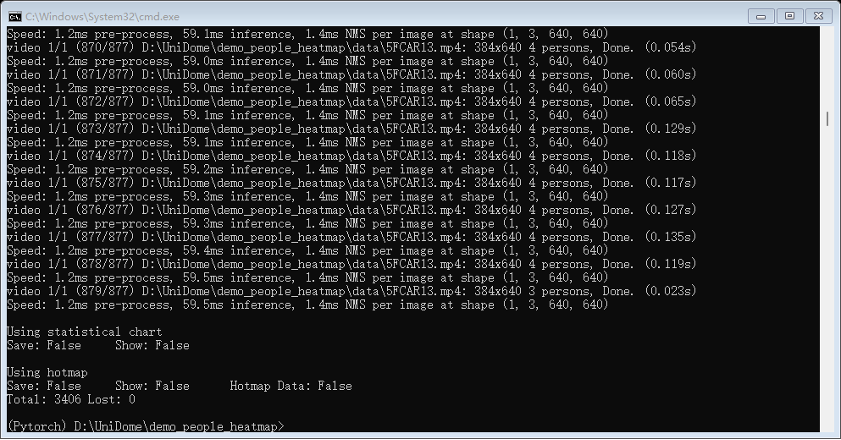 C:\Windows\System32\cmd.exe
Speed: 1.2ms pre-process, 59.1ms inference, 1.4ms NMS per image at shape (1, 3, 640, 640)
video 1/1 (870/877) D:\UniDome\demo_people_heatmap\data\5FCAR13.mp4: 384x640 4 persons, Done. (0.054s)
Speed: 1.2ms pre-process, 59.0ms inference, 1.4ms NMS per image at shape (1, 3, 640, 640)
video 1/1 (871/877) D:\UniDome\demo_people_heatmap\data\5FCAR13.mp4: 384x640 4 persons, Done. (0.060s)
Speed: 1.2ms pre-process, 59.0ms inference, 1.4ms NMS per image at shape (1, 3, 640, 640)
video 1/1 (872/877) D:\UniDome\demo_people_heatmap\data\5FCAR13.mp4: 384x640 4 persons, Done. (0.065s)
Speed: 1.2ms pre-process, 59.1ms inference, 1.4ms NMS per image at shape (1, 3, 640, 640)
video 1/1 (873/877) D:\UniDome\demo_people_heatmap\data\5FCAR13.mp4: 384x640 4 persons, Done. (0.129s)
Speed: 1.2ms pre-process, 59.1ms inference, 1.4ms NMS per image at shape (1, 3, 640, 640)
video 1/1 (874/877) D:\UniDome\demo_people_heatmap\data\5FCAR13.mp4: 384x640 4 persons, Done. (0.118s)
Speed: 1.2ms pre-process, 59.2ms inference, 1.4ms NMS per image at shape (1, 3, 640, 640)
video 1/1 (875/877) D:\UniDome\demo_people_heatmap\data\5FCAR13.mp4: 384x640 4 persons, Done. (0.117s)
Speed: 1.2ms pre-process, 59.3ms inference, 1.4ms NMS per image at shape (1, 3, 640, 640)
video 1/1 (876/877) D:\UniDome\demo_people_heatmap\data\5FCAR13.mp4: 384x640 4 persons, Done. (0.127s)
Speed: 1.2ms pre-process, 59.3ms inference, 1.4ms NMS per image at shape (1, 3, 640, 640)
video 1/1 (877/877) D:\UniDome\demo_people_heatmap\data\5FCAR13.mp4: 384x640 4 persons, Done. (0.135s)
Speed: 1.2ms pre-process, 59.4ms inference, 1.4ms NMS per image at shape (1, 3, 640, 640)
video 1/1 (878/877) D:\UniDome\demo_people_heatmap\data\5FCAR13.mp4: 384x640 4 persons, Done. (0.119s)
Speed: 1.2ms pre-process, 59.5ms inference, 1.4ms NMS per image at shape (1, 3, 640, 640)
video 1/1 (879/877) D:\UniDome\demo_people_heatmap\data\5FCAR13.mp4: 384x640 3 persons, Done. (0.023s)
Speed: 1.2ms pre-process, 59.5ms inference, 1.4ms NMS per image at shape (1, 3, 640, 640)
Using statistical chart
Save: False     Show: False
Using hotmap
Save: False     Show: False      Hotmap Data: False
Total: 3406 Lost: 0
(Pytorch) D:\UniDome\demo_people_heatmap>